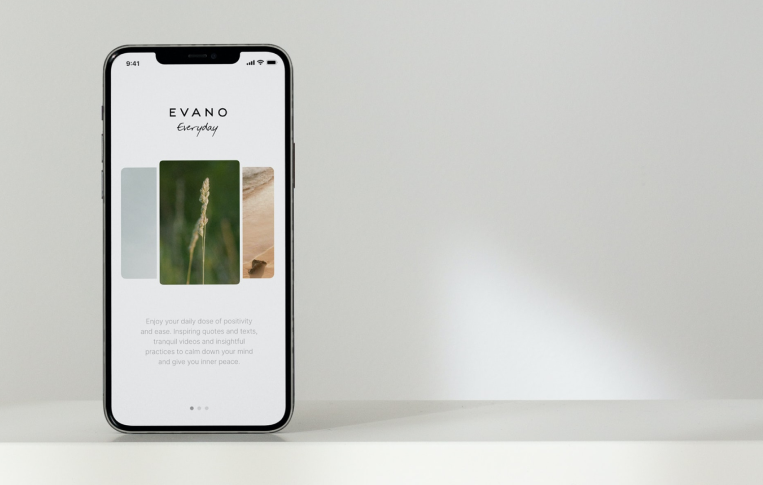 9:41
EVANO
Everyday
Enjoy your daily dose of positivity
and ease. Inspiring quotes and texts,
tranquil videos and insightful
practices to calm down your mind
and give you inner peace.